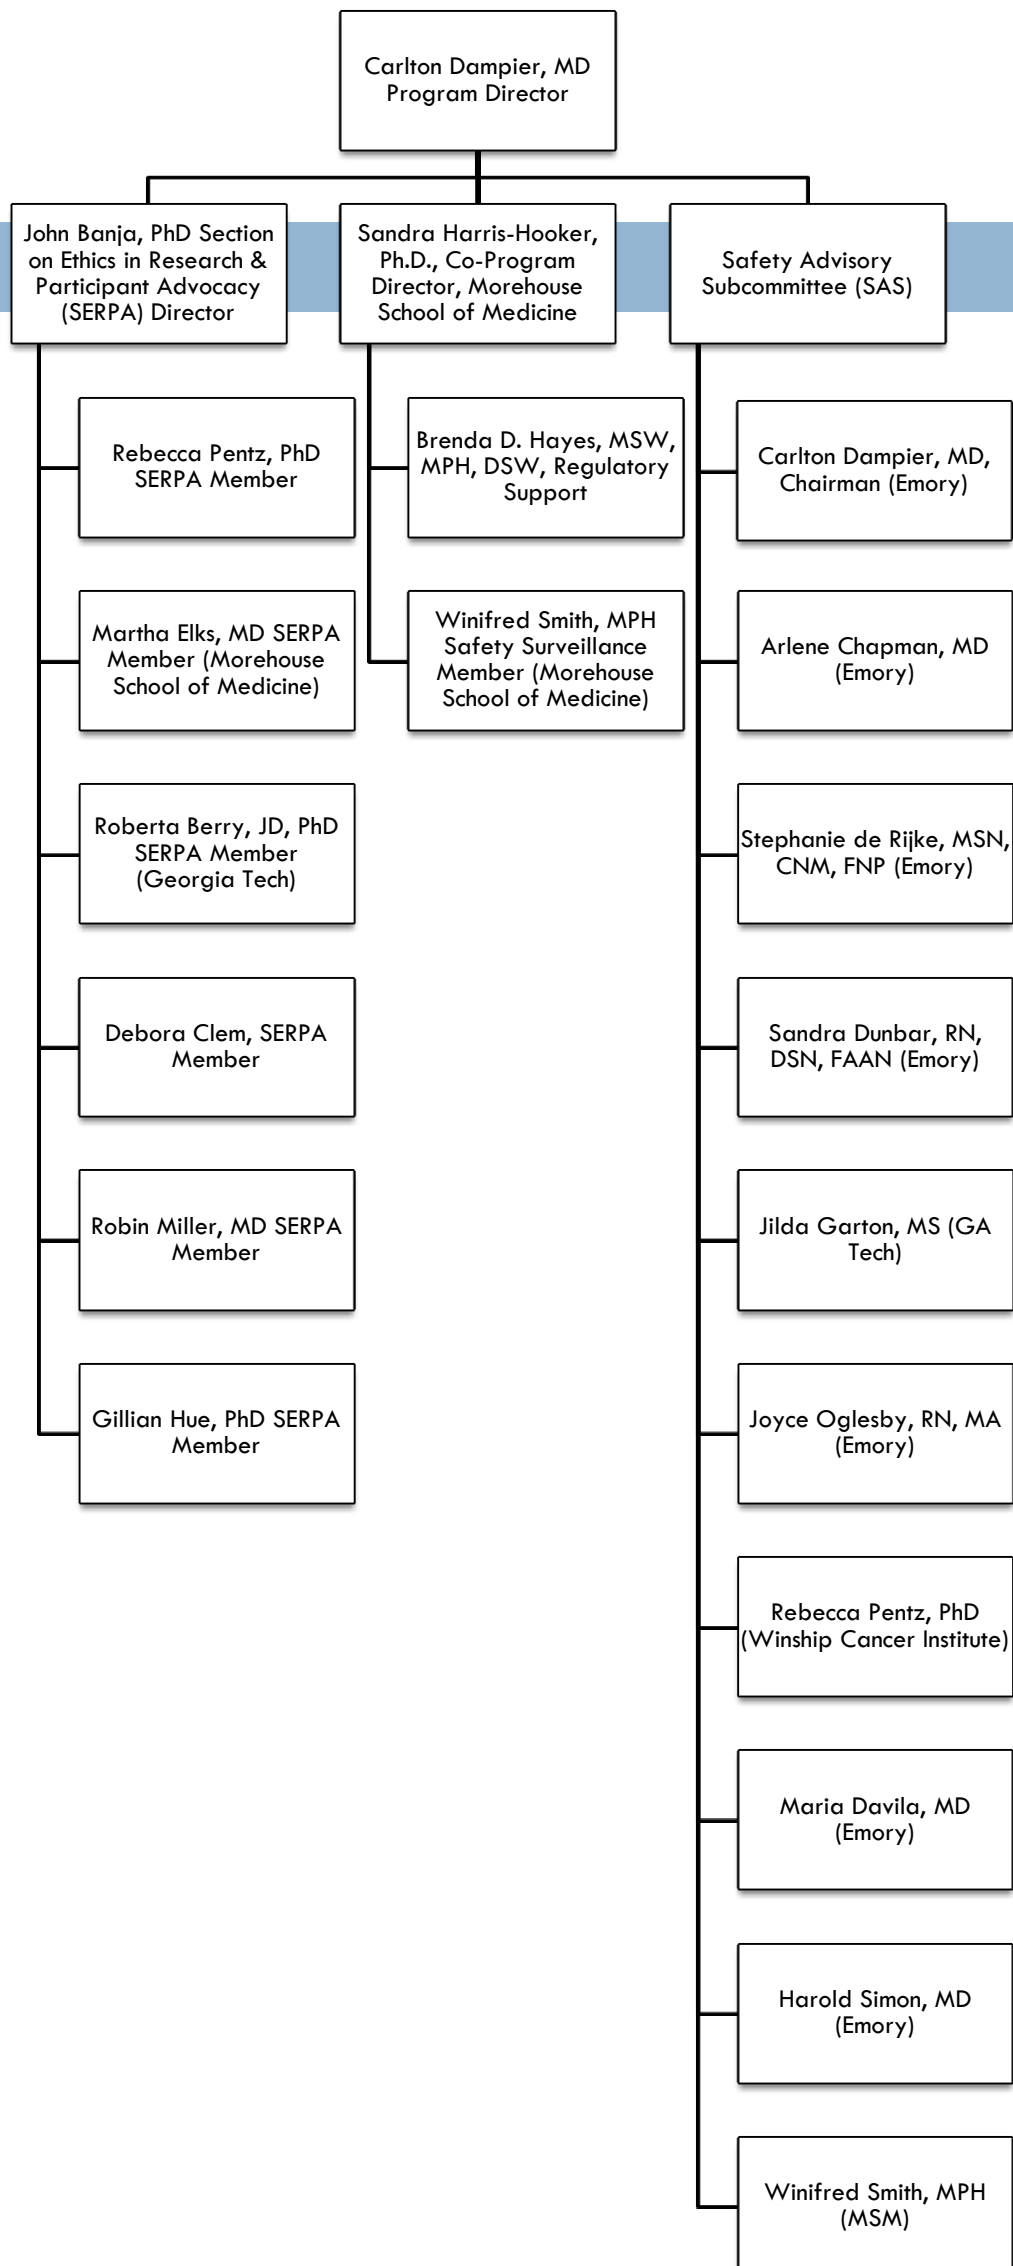 Carlton Dampier, MD
Program Director
John Banja, PhD Section
on Ethics in Research &
Participant Advocacy
(SERPA) Director
Sandra Harris-Hooker,
Ph.D., Co-Program
Director, Morehouse
School of Medicine
Safety Advisory
Subcommittee (SAS)
Rebecca Pentz, PhD
SERPA Member
Martha Elks, MD SERPA
Member (Morehouse
School of Medicine)
Roberta Berry, JD, PhD
SERPA Member
(Georgia Tech)
Debora Clem, SERPA
Member
Robin Miller, MD SERPA
Member
Gillian Hue, PhD SERPA
Member
Brenda D. Hayes, MSW,
MPH, DSW, Regulatory
Support
Winifred Smith, MPH
Safety Surveillance
Member (Morehouse
School of Medicine)
Carlton Dampier, MD,
Chairman (Emory)
Arlene Chapman, MD
(Emory)
Stephanie de Rijke, MSN,
CNM, FNP (Emory)
Sandra Dunbar, RN,
DSN, FAAN (Emory)
Jilda Garton, MS (GA
Tech)
Joyce Oglesby, RN, MA
(Emory)
Rebecca Pentz, PhD
(Winship Cancer Institute)
Maria Davila, MD
(Emory)
Harold Simon, MD
(Emory)
Winifred Smith, MPH
(MSM)